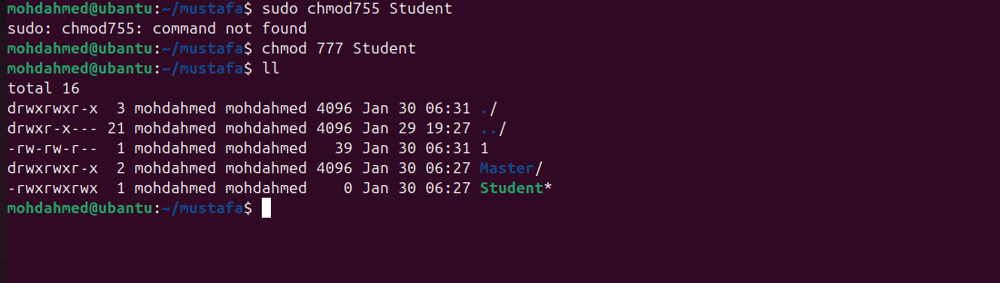 mohdahmed@ubantu:~/mustafa$ sudo chmod755 Student
sudo: chmod755: command not found
mohdahmed@ubantu:~/mustafa$ chmod 777 Student
mohdahmed@ubantu:~/mustafa$ ll
total 16
drwxrwxr-x  3 mohdahmed mohdahmed 4096 Jan 30 06:31 ./
drwxr-x--- 21 mohdahmed mohdahmed 4096 Jan 29 19:27 ../
-rw-rw-r--  1 mohdahmed mohdahmed   39 Jan 30 06:31 1
drwxrwxr-x  2 mohdahmed mohdahmed 4096 Jan 30 06:27 Master/
-rwxrwxrwx  1 mohdahmed mohdahmed    0 Jan 30 06:27 Student*
mohdahmed@ubantu:~/mustafa$